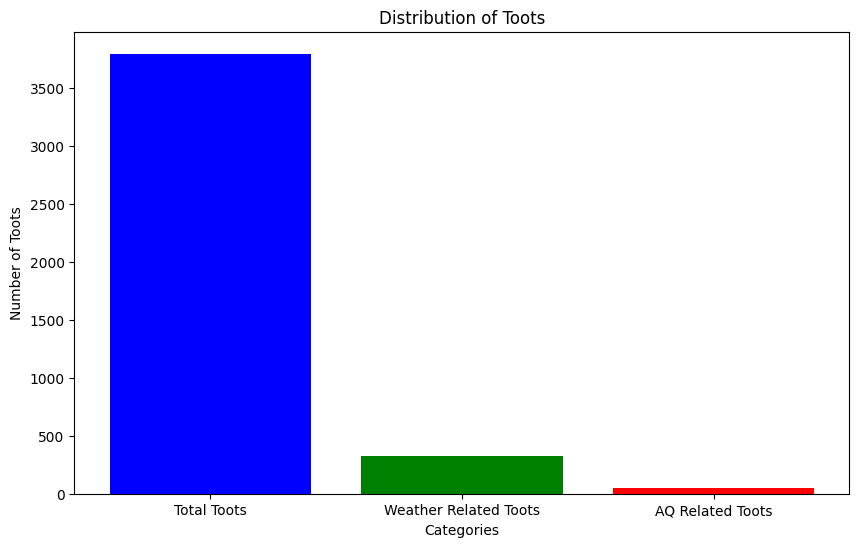 Distribution of Toots
Number of Toots
3500
3000
2500
2000
1500
1000
500
0
Total Toots
Weather Related Toots
AQ Related Toots
Categories